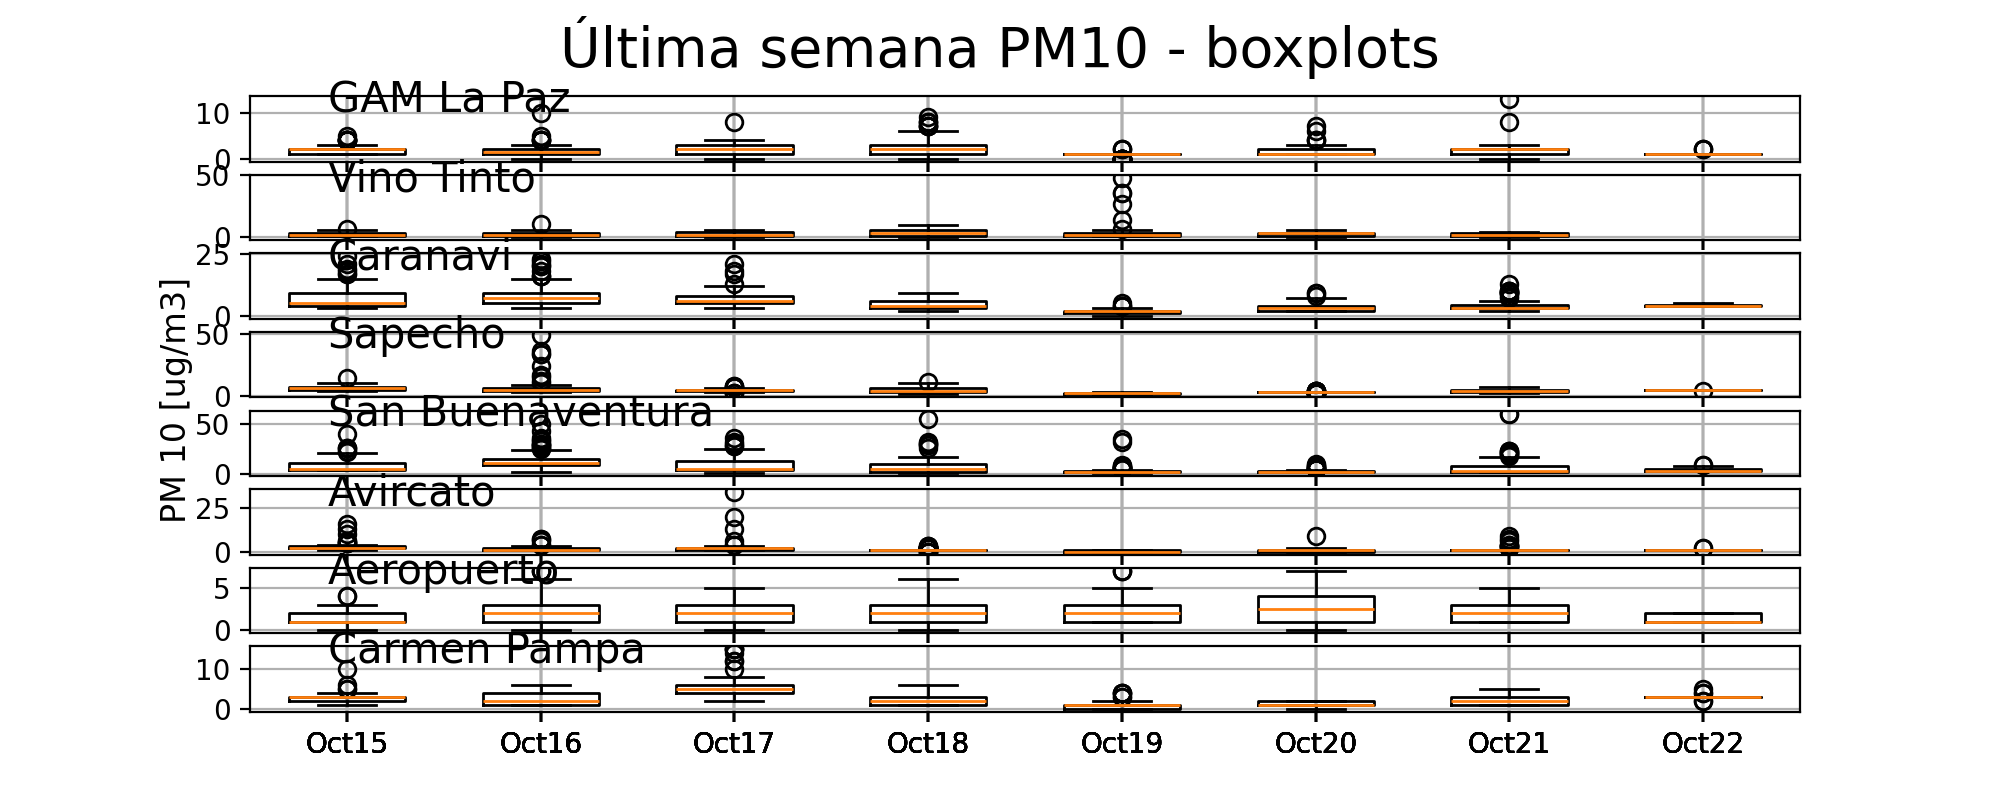 Última semana PM10 - boxplots
GAM La Paz
10
0
Vino Tinto
50
0
Caranavi
25
0
Sapecho
50
0
San Buenaventura
50
0
Avircato
25
0
Aeropuerto
5
0
Carmen Pampa
10
0
PM 10 [ug/m3]
Oct15 Oct16 Oct17 Oct18 Oct19 Oct20 Oct21 Oct22